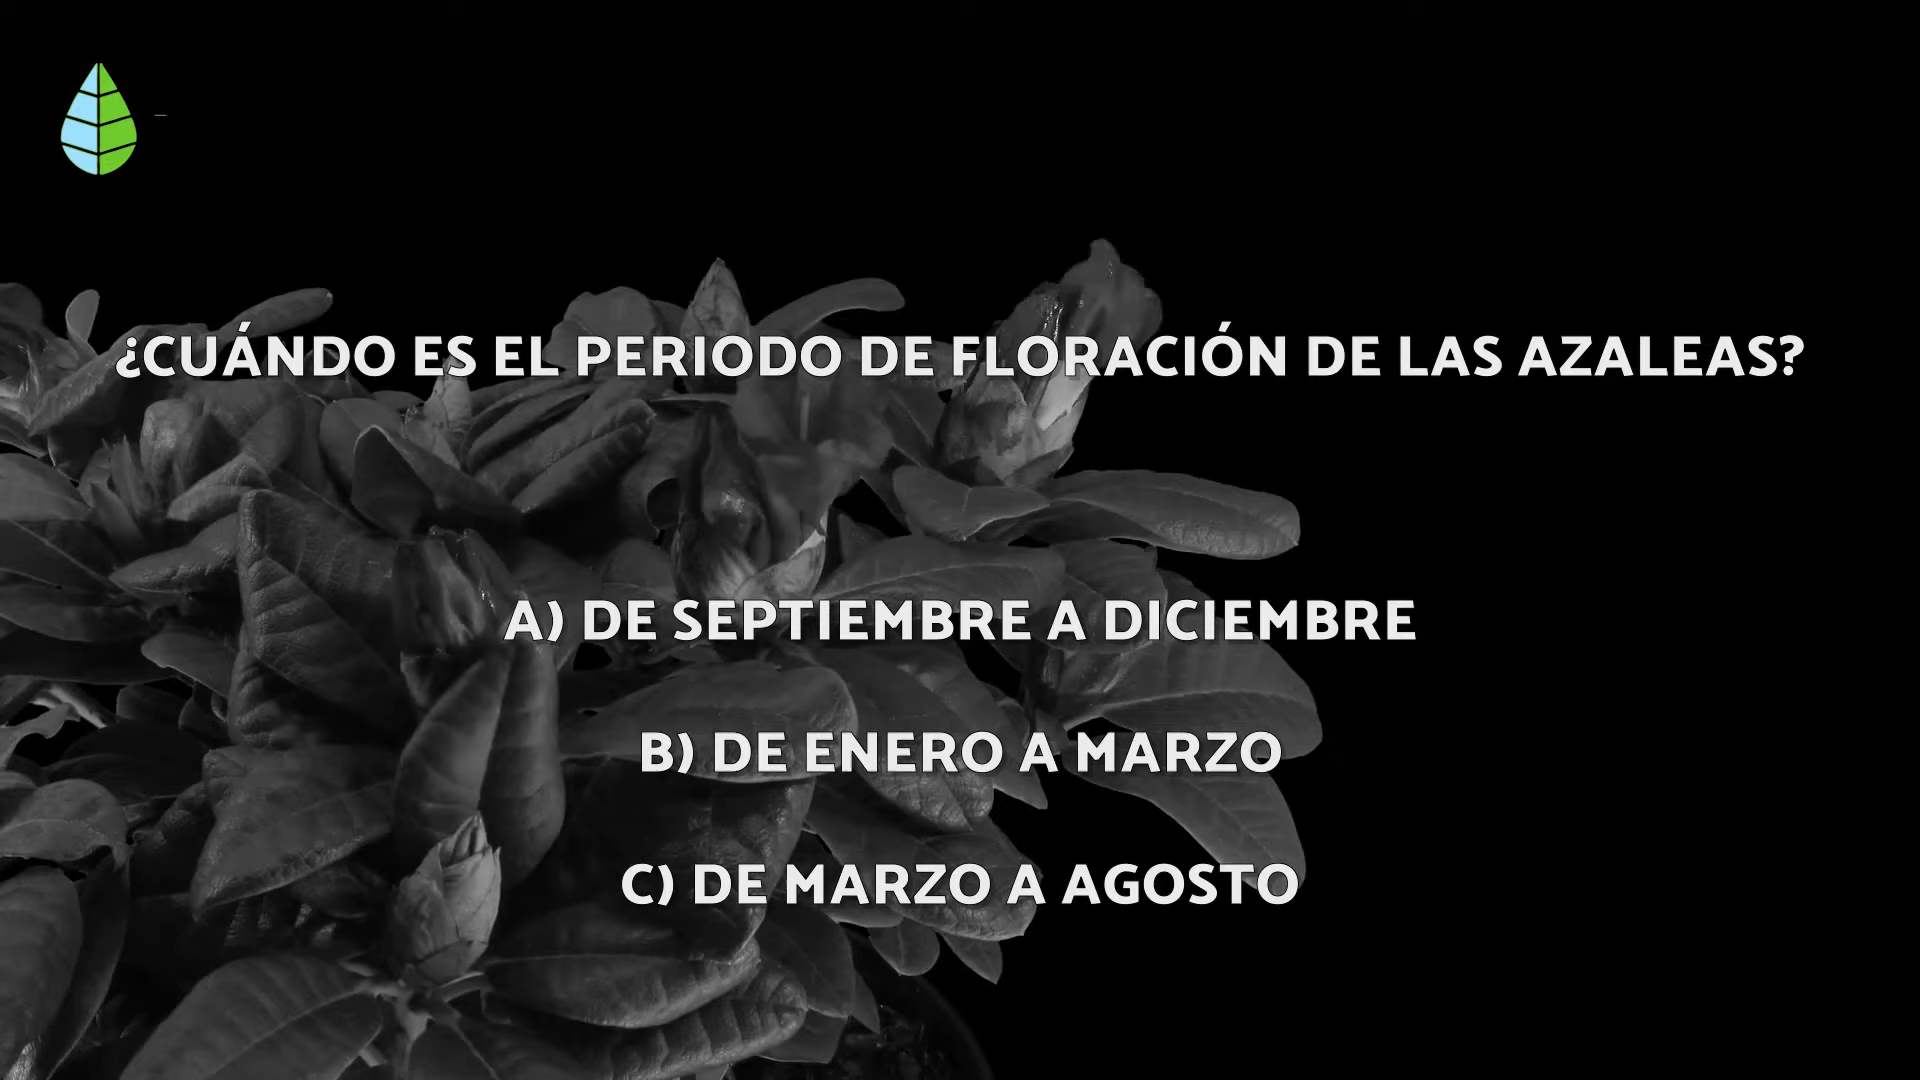 ¿CUÁNDO ES EL PERIODO DE FLORACIÓN DE LAS AZALEAS?
A) DE SEPTIEMBRE A DICIEMBRE
B) DE ENERO A MARZO
C) DE MARZO A AGOSTO